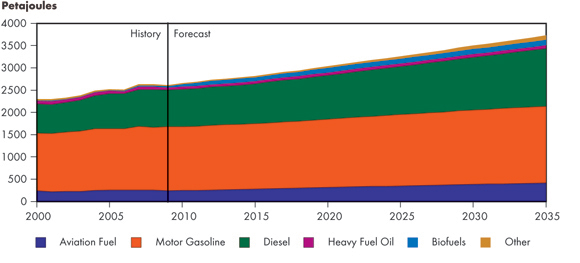 Petajoules
4000
History Forecast
3500
3000
2500
2000
1500
1000
500
0
2000 2005 2010 2015 2020 2025 2030 2035
Aviation Fuel Motor Gasoline Diesel Heavy Fuel Oil Biofuels Other